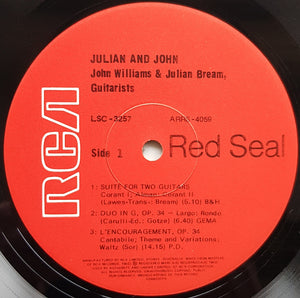 JULIAN AND JOHN
John Williams & Julian Bream,
Guitarists
LSC-3257
ARRS-4059
Side 1
RCA
Red Seal
1: SUITE FOR TWO GUITARS
Corant I; Alman; Corant II
(Lawes-Trans.: Bream) (5.10) B&H
2: DUO IN G, OP. 34 - Largo: Rondo
(Carulli-Ed.: Gotze) (6.40) GEMA
3: L'ENCOURAGEMENT, OP. 34
Cantabile; Theme and Variations;
Waltz (Sor) (14.15) P.D.